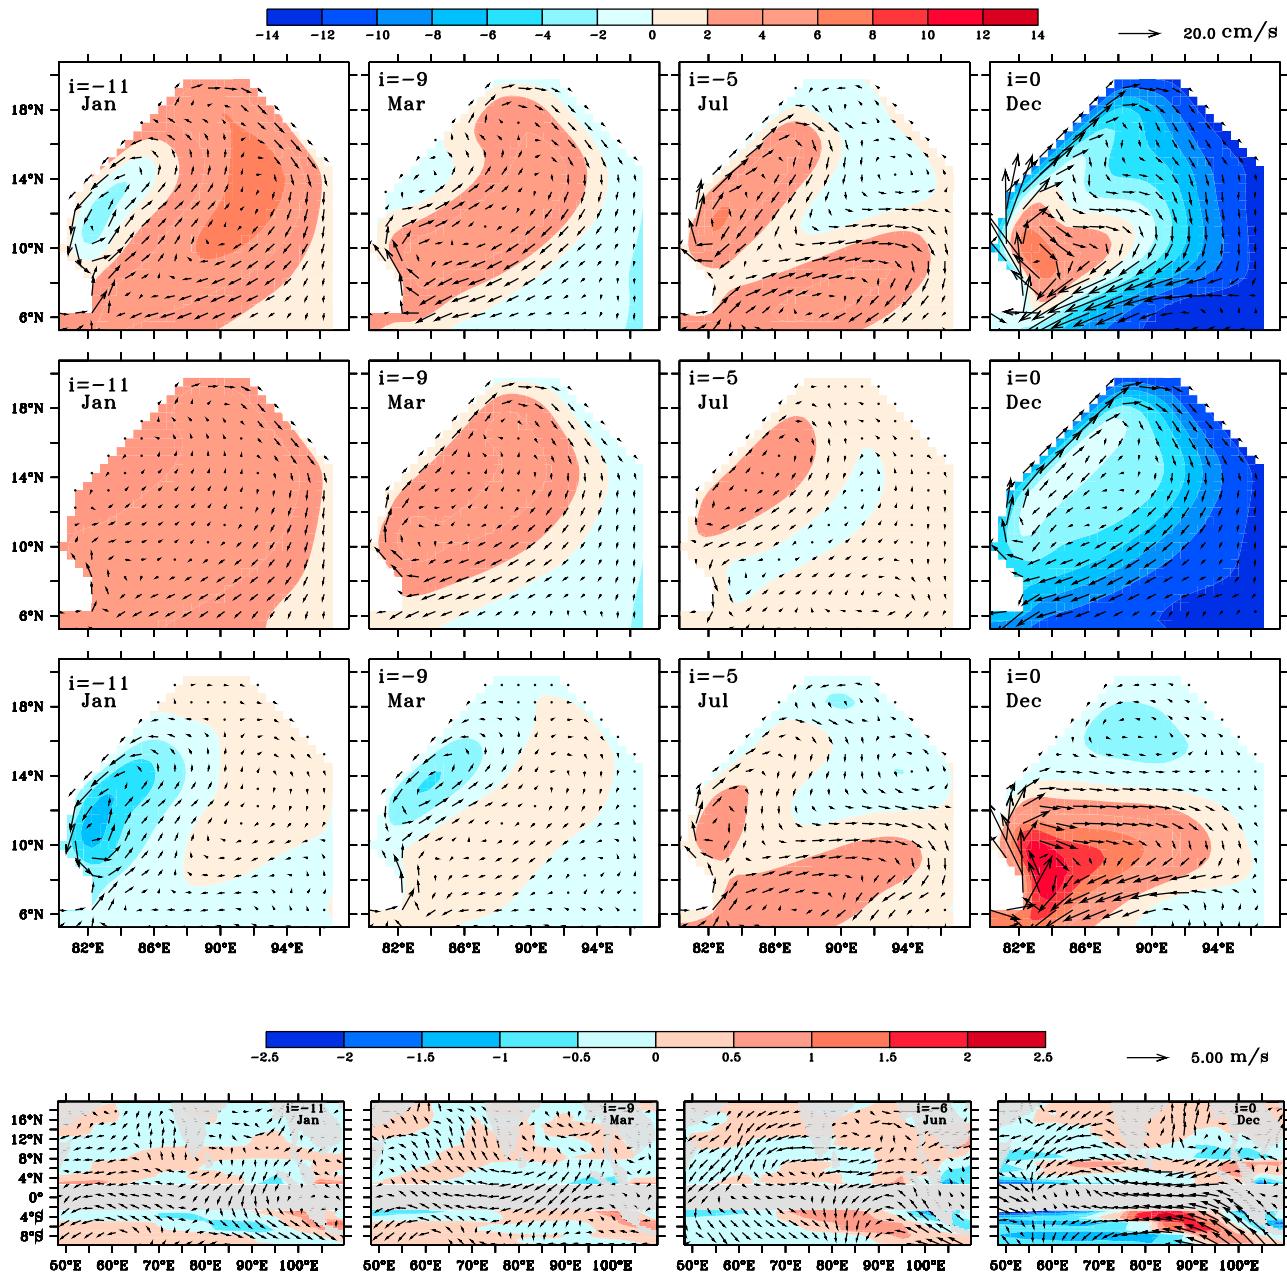 −14 −12 −10 −8 −6 −4 −2 0 2 4 6 8 10 12 14
20.0 cm/s
i=−11 i=−9 i=−5 i=0
Jan Mar Jul Dec
18°N
14°N
10°N
6°N
i=−11 i=−9 i=−5 i=0
Jan Mar Jul Dec
18°N
14°N
10°N
6°N
i=−11 i=−9 i=−5 i=0
Jan Mar Jul Dec
18°N
14°N
10°N
6°N
82°E 86°E 90°E 94°E 82°E 86°E 90°E 94°E 82°E 86°E 90°E 94°E 82°E 86°E 90°E 94°E
−2.5 −2 −1.5 −1 −0.5 0 0.5 1 1.5 2 2.5
5.00 m/s
i=−11 i=−9 i=−6 i=0
Jan Mar Jun Dec
16°N
12°N
8°N
4°N
0°
4°S
8°S
50°E 60°E 70°E 80°E 90°E 100°E 50°E 60°E 70°E 80°E 90°E 100°E 50°E 60°E 70°E 80°E 90°E 100°E 50°E 60°E 70°E 80°E 90°E 100°E